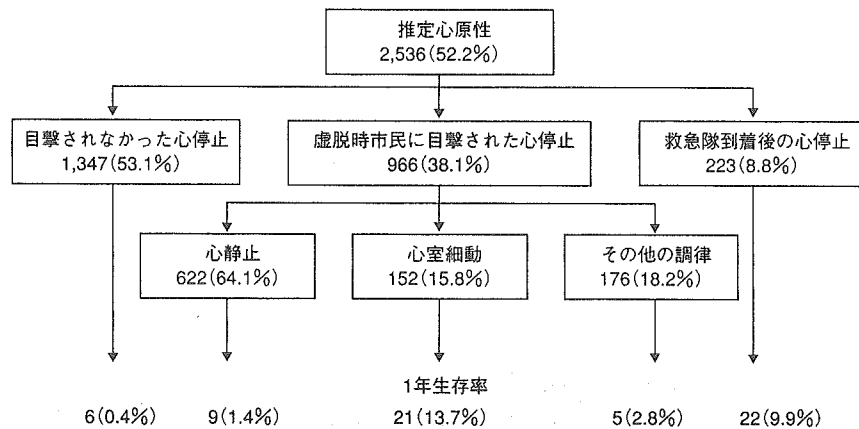 推定心原性
2,536(52.2%)
目撃されなかった心停止
1,347(53.1%)
虚脱時市民に目撃された心停止
966(38.1%)
救急隊到着後の心停止
223(8.8%)
心静止
622(64.1%)
心室細動
152(15.8%)
その他の調律
176(18.2%)
1年生存率
6(0.4%)
9(1.4%)
21(13.7%)
5(2.8%)
22(9.9%)